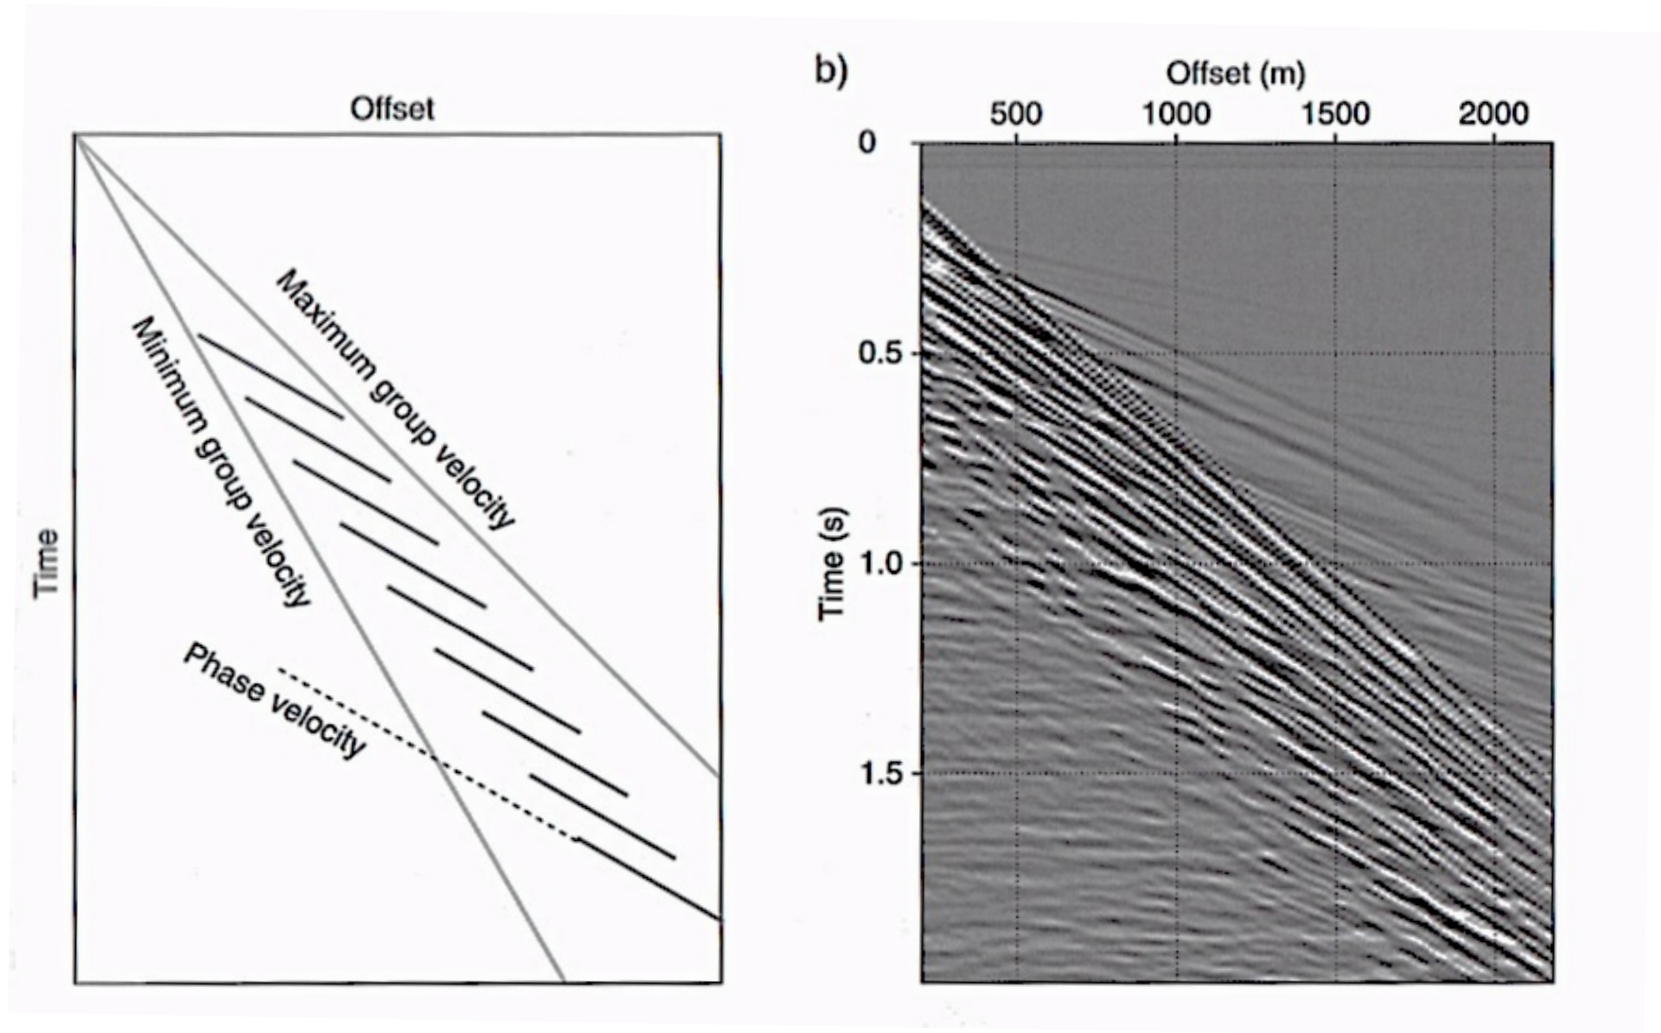 Offset
Time
Maximum group velocity
Minimum group velocity
Phase velocity
b)
Offset (m)
500 1000 1500 2000
Time (s)
0
0.5
1.0
1.5